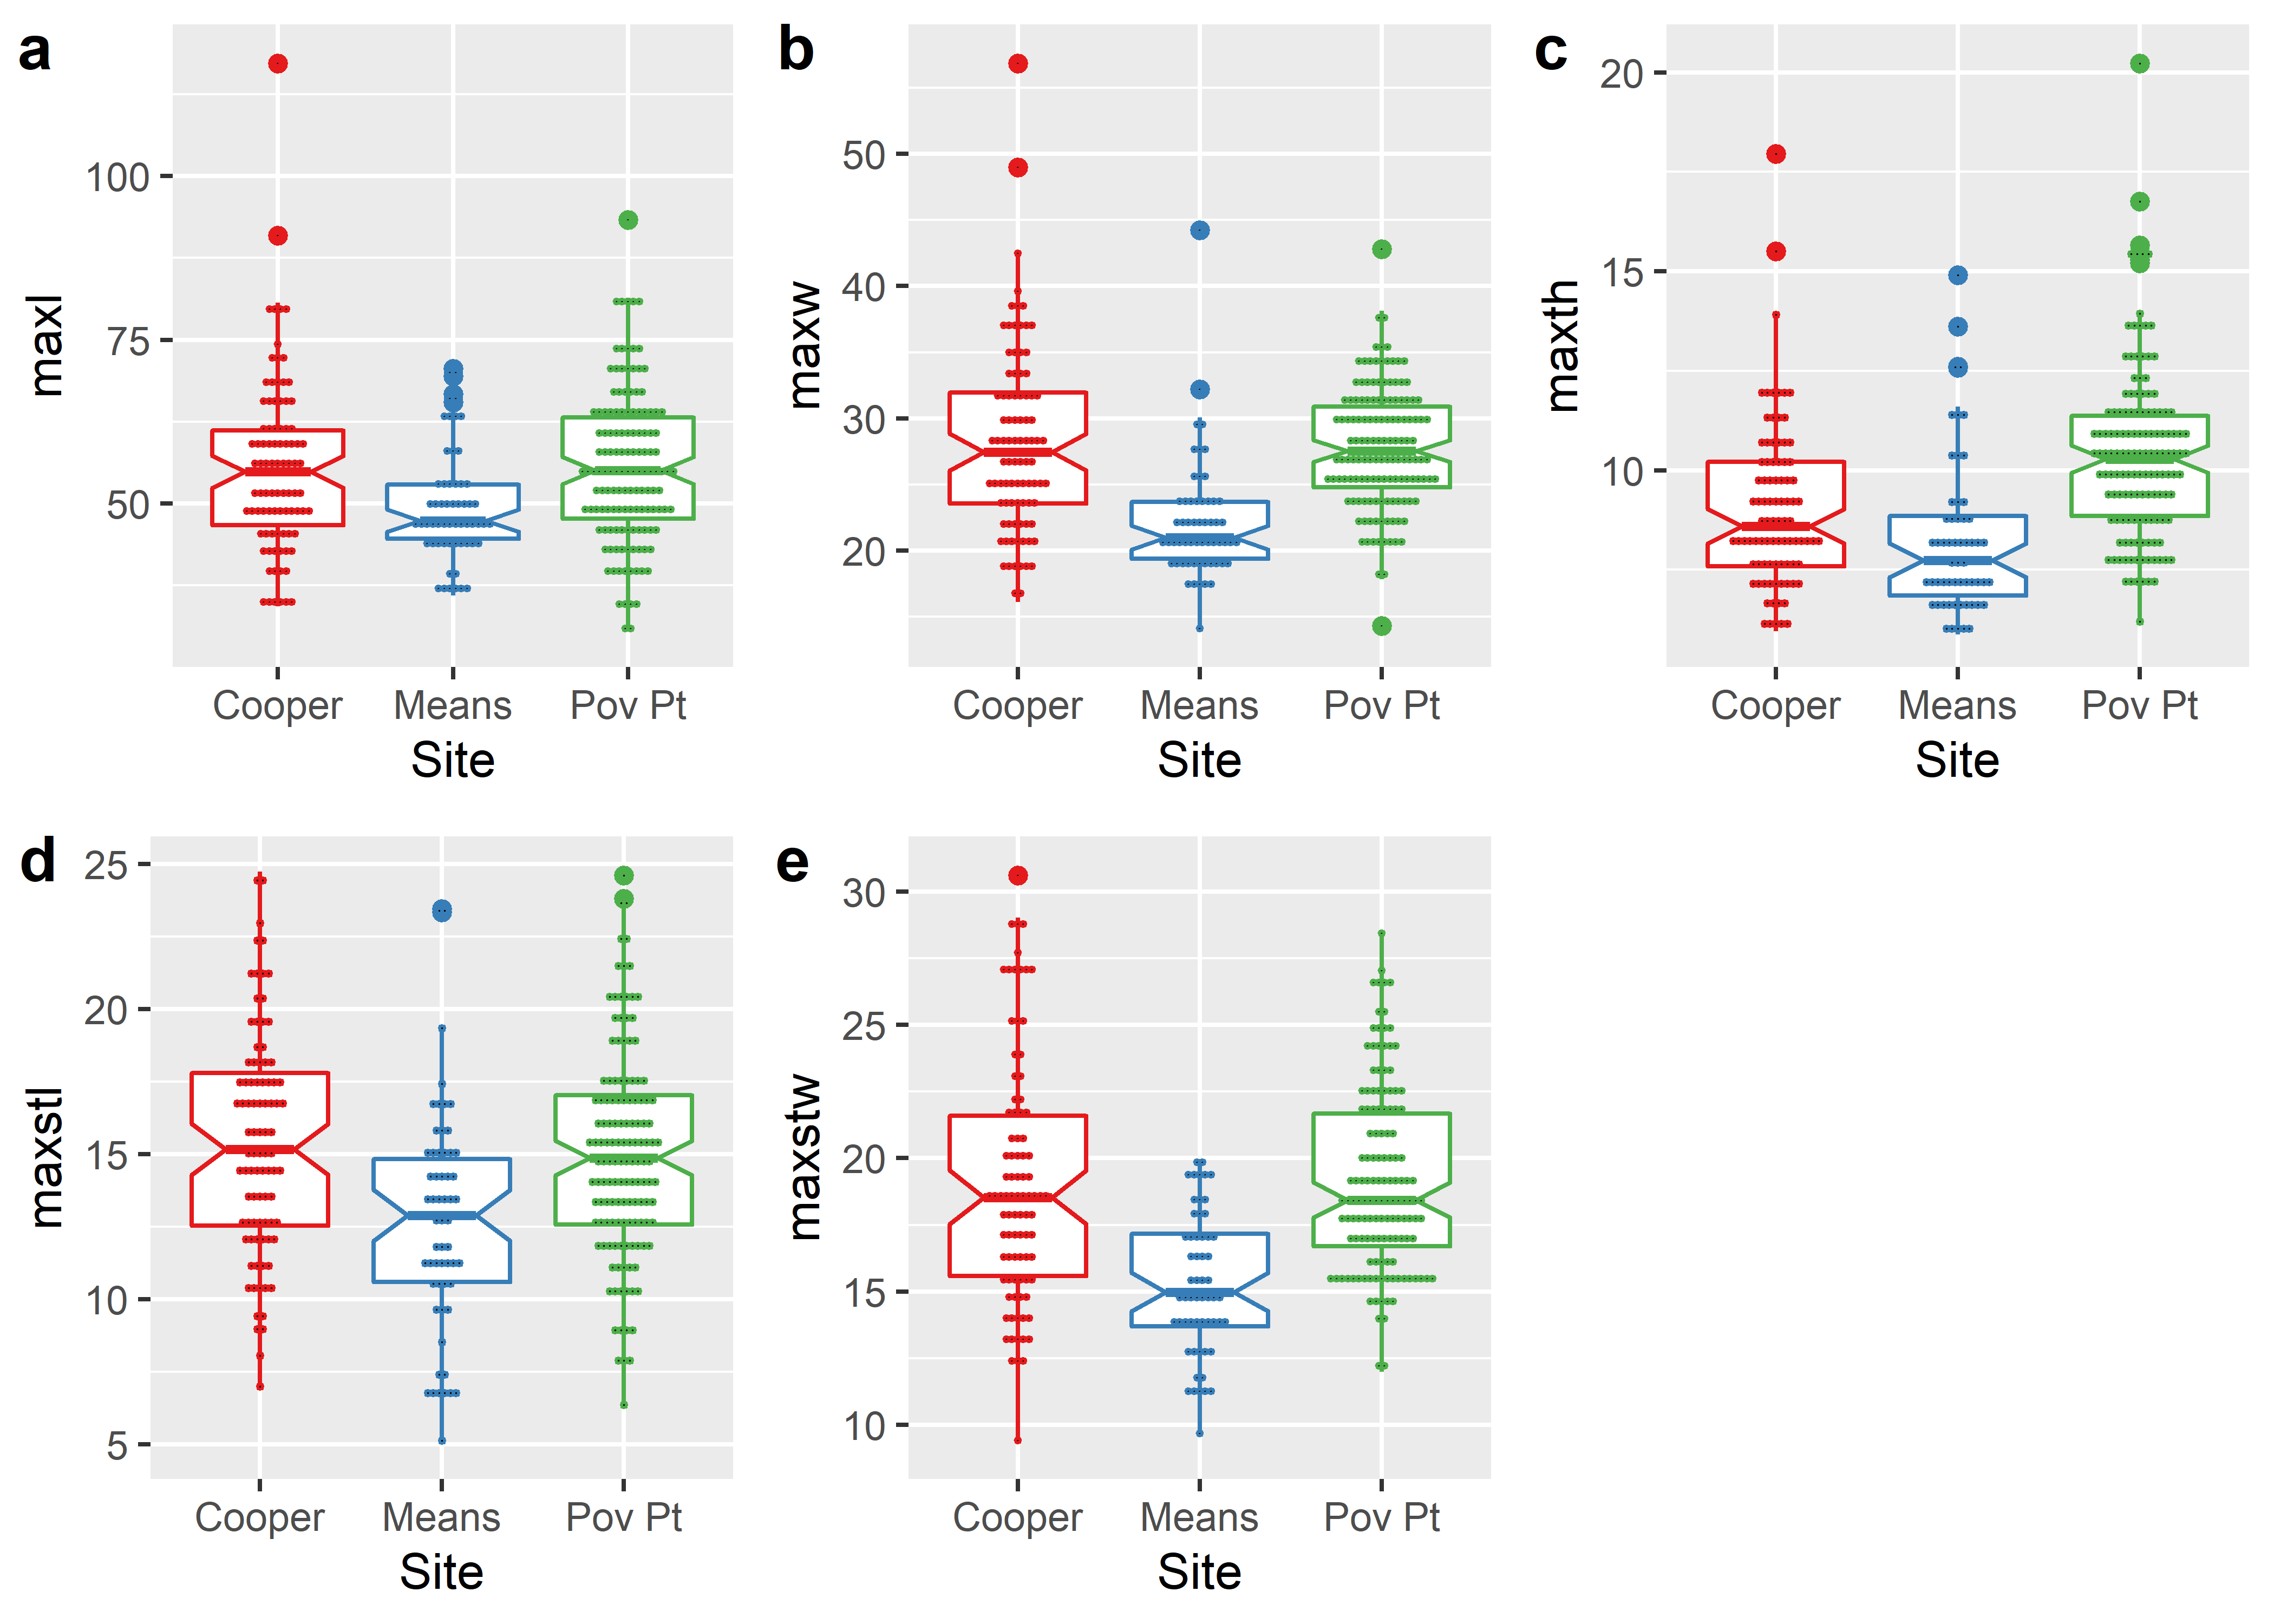 a
maxl
100
75
50
Cooper Means Pov Pt
Site
b
maxw
50
40
30
20
Cooper Means Pov Pt
Site
c
maxth
20
15
10
Cooper Means Pov Pt
Site
d
maxstl
25
20
15
10
5
Cooper Means Pov Pt
Site
e
maxstw
30
25
20
15
10
Cooper Means Pov Pt
Site